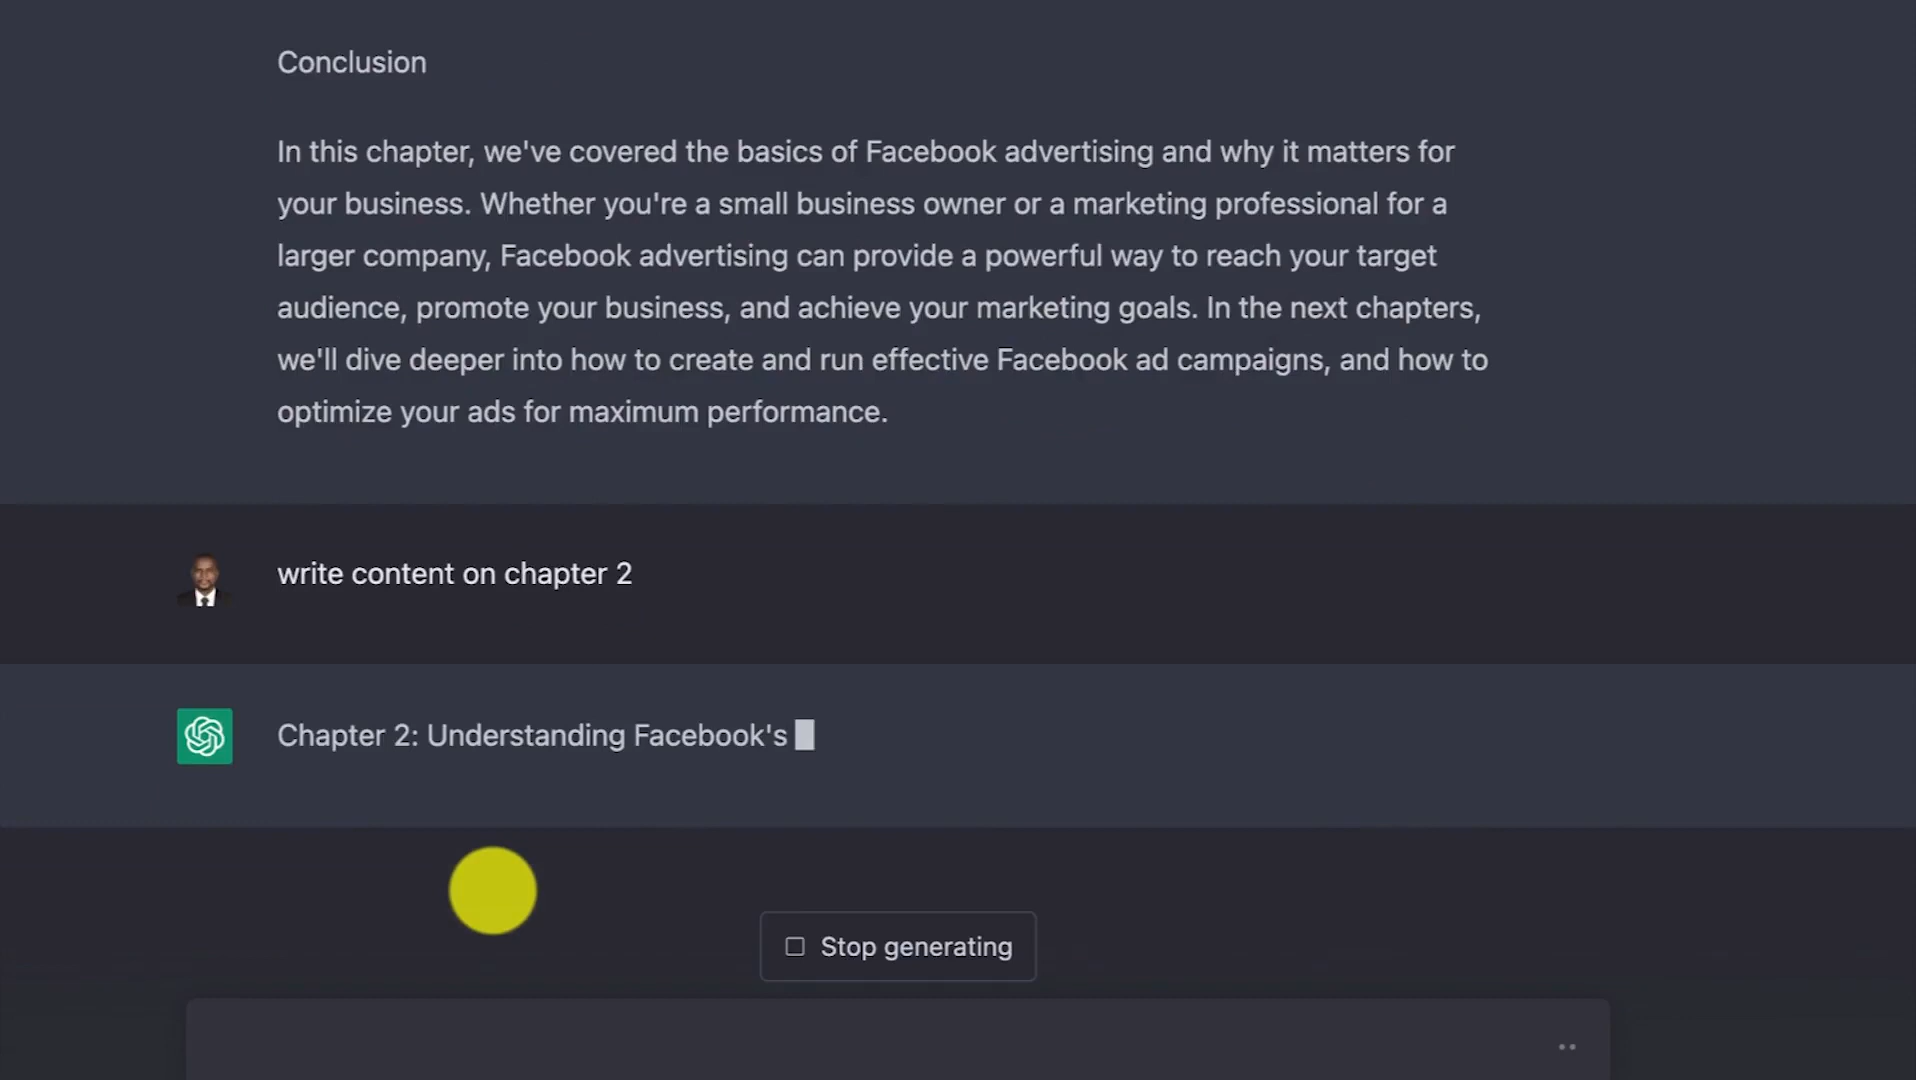 Conclusion
In this chapter, we've covered the basics of Facebook advertising and why it matters for
your business. Whether you're a small business owner or a marketing professional for a
larger company, Facebook advertising can provide a powerful way to reach your target
audience, promote your business, and achieve your marketing goals. In the next chapters,
we'll dive deeper into how to create and run effective Facebook ad campaigns, and how to
optimize your ads for maximum performance.
write content on chapter 2
Chapter 2: Understanding Facebook's
Stop generating